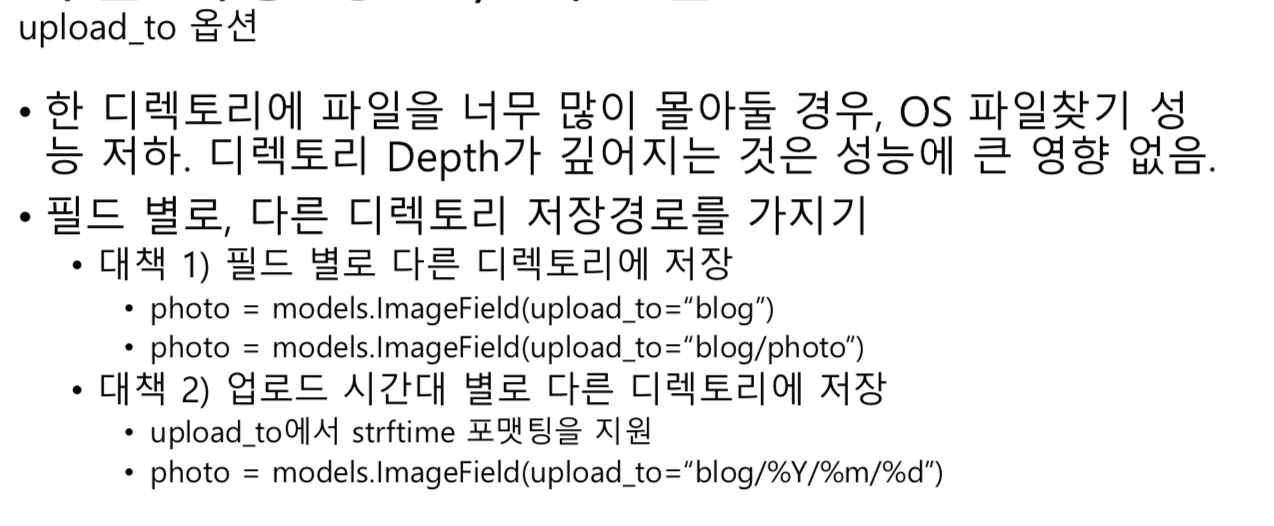 upload_to 옵션
• 한 디렉토리에 파일을 너무 많이 몰아둘 경우, OS 파일찾기 성
능 저하. 디렉토리 Depth가 깊어지는 것은 성능에 큰 영향 없음.
• 필드 별로, 다른 디렉토리 저장경로를 가지기
• 대책 1) 필드 별로 다른 디렉토리에 저장
• photo = models.ImageField(upload_to=“blog”)
• photo = models.ImageField(upload_to=“blog/photo”)
• 대책 2) 업로드 시간대 별로 다른 디렉토리에 저장
• upload_to에서 strftime 포맷팅을 지원
• photo = models.ImageField(upload_to=“blog/%Y/%m/%d”)